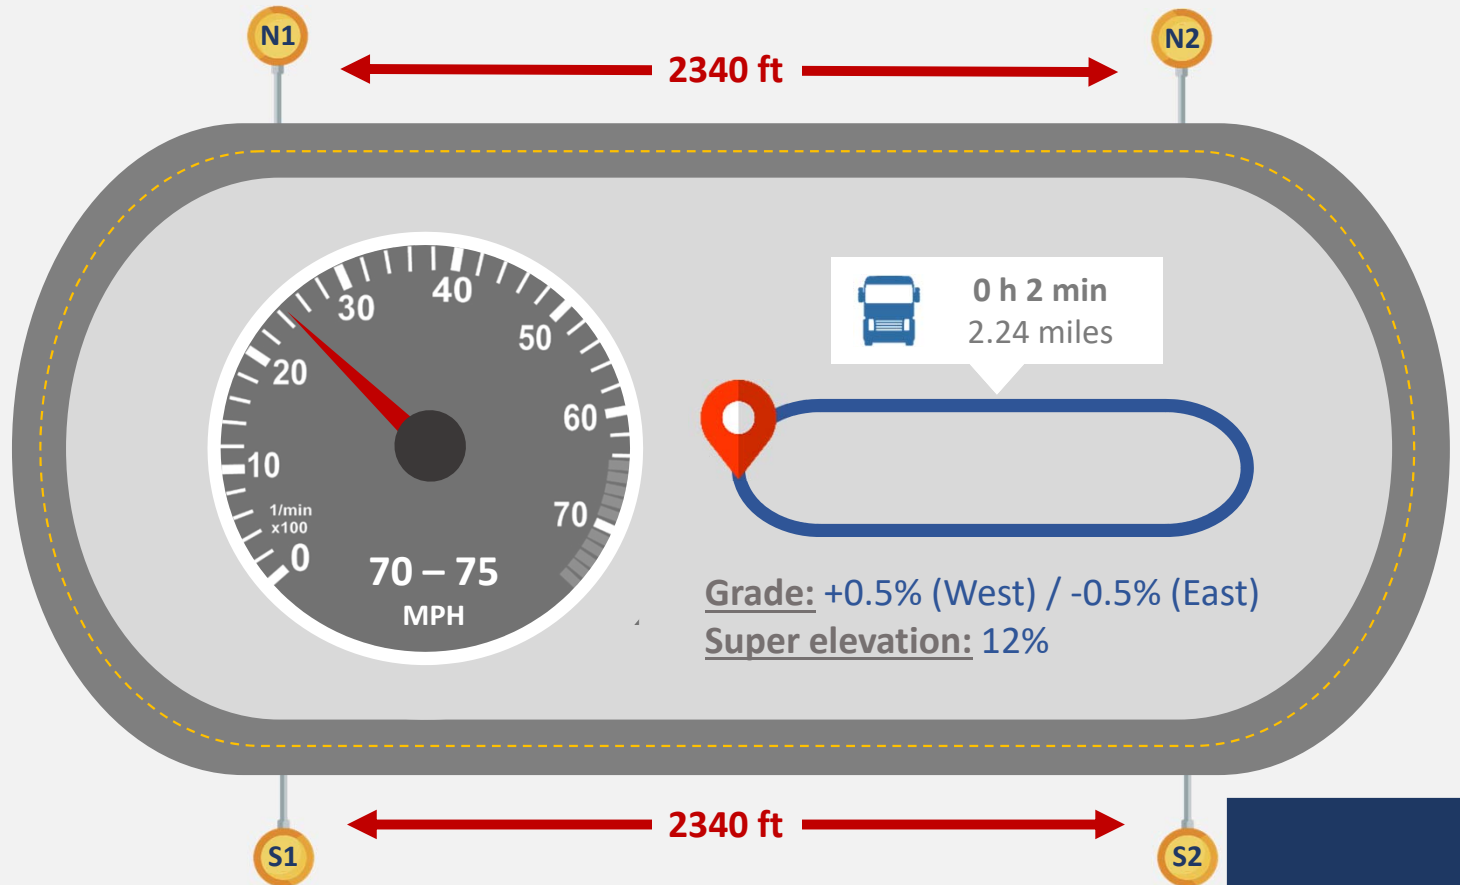 N1
N2
2340 ft
30
40
50
20
60
10
1/min
x100
0
70
70 – 75
MPH
0 h 2 min
2.24 miles
Grade: +0.5% (West) / -0.5% (East)
Super elevation: 12%
2340 ft
S1
S2